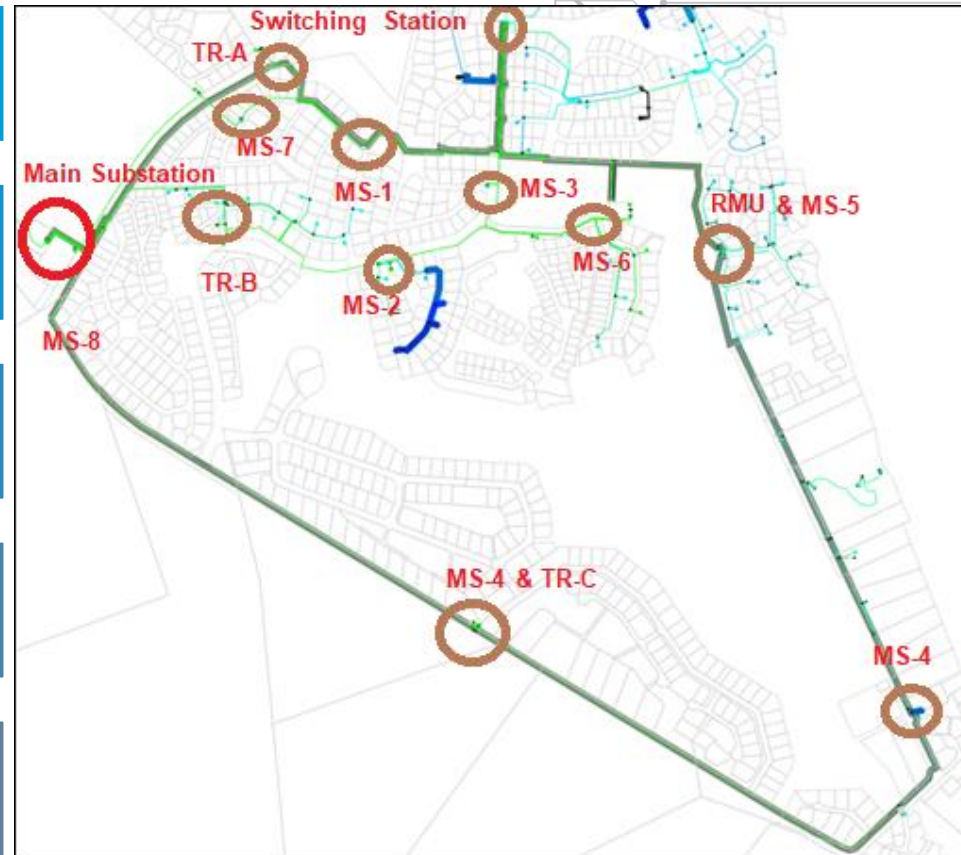 Switching Station
TR-A
MS-7
Main Substation
MS-1
MS-3
RMU & MS-5
MS-6
TR-B
MS-2
MS-8
MS-4 & TR-C
MS-4